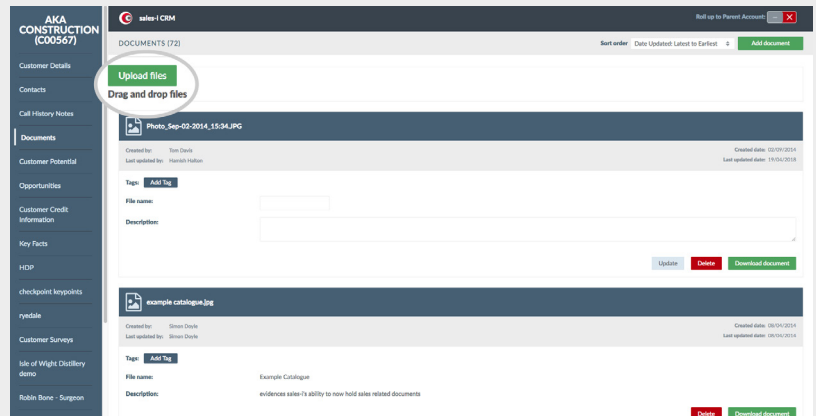 AKA
CONSTRUCTION
(C00567)
Customer Details
Contacts
Call History Notes
Documents
Customer Potential
Opportunities
Customer Credit
Information
Key Facts
HDP
checkpoint keypoints
ryedale
Customer Surveys
Isle of Wight Distillery
demo
Robin Bone - Surgeon
sales-i CRM
Roll up to Parent Account:
DOCUMENTS (72)
Sort order Date Updated: Latest to Earliest
Add document
Upload files
Drag and drop files
Photo_Sep-02-2014_15:34.JPG
Created by: Tom Davis
Created date: 02/09/2014
Last updated by: Hamish Halton
Last updated date: 19/04/2018
Tags: Add Tag
File name:
Description:
Update Delete Download document
example catalogue.jpg
Created by: Simon Doyle
Created date: 08/04/2014
Last updated by: Simon Doyle
Last updated date: 08/04/2014
Tags: Add Tag
File name: Example Catalogue
Description: evidences sales-i's ability to now hold sales related documents
Delete Download document